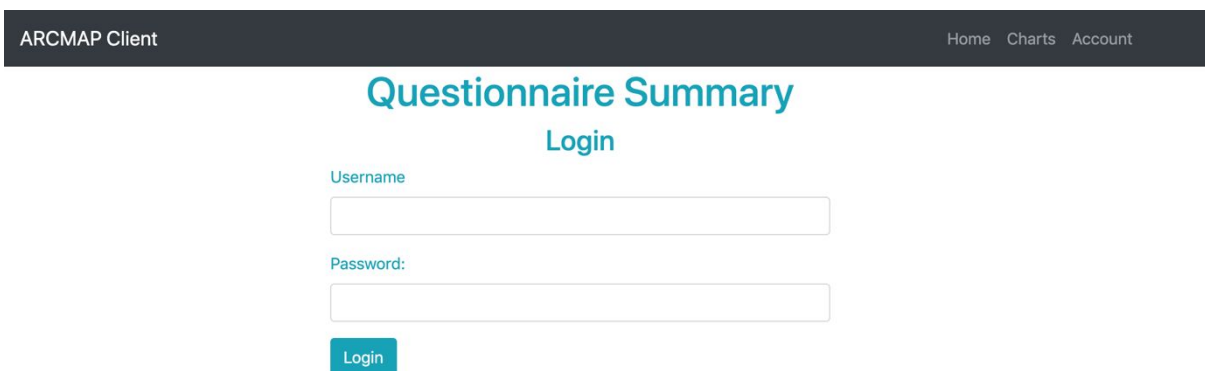 ARCMAP Client Home Charts Account
Questionnaire Summary
Login
Username
Password:
Login